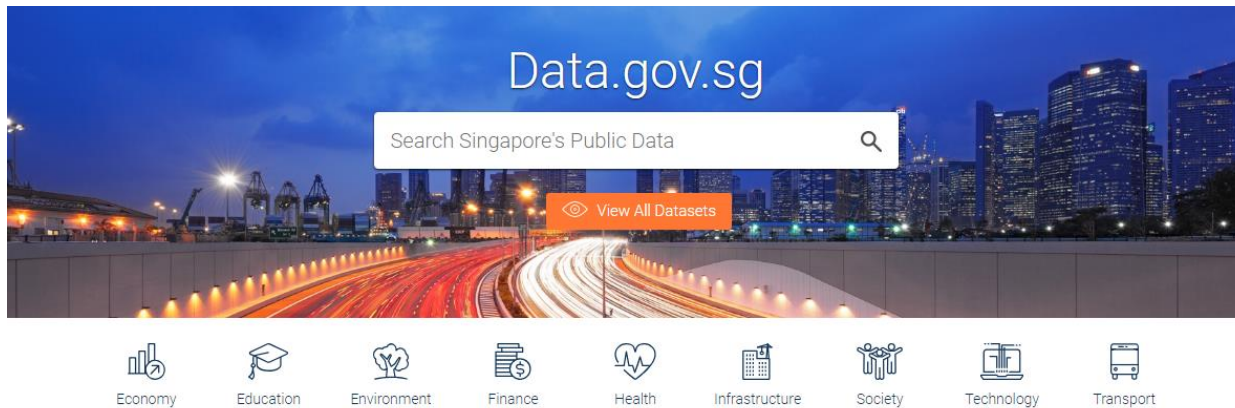 Data.gov.sg
Search Singapore's Public Data
View All Datasets
Economy Education Environment Finance Health Infrastructure Society Technology Transport